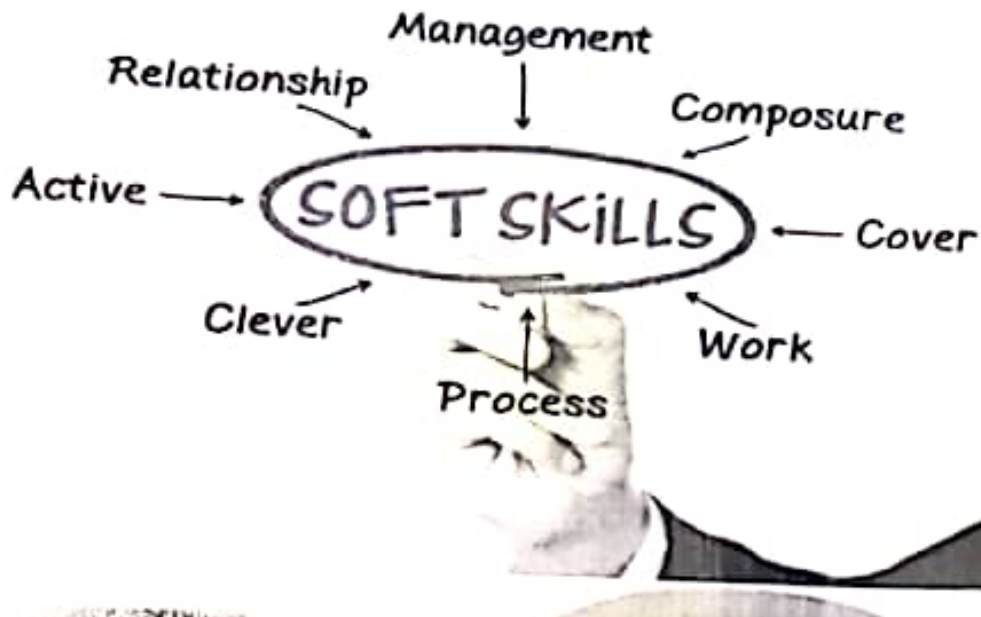 Management
Relationship
Composure
Active
SOFT SKiLLS
Cover
Clever
Work
Process